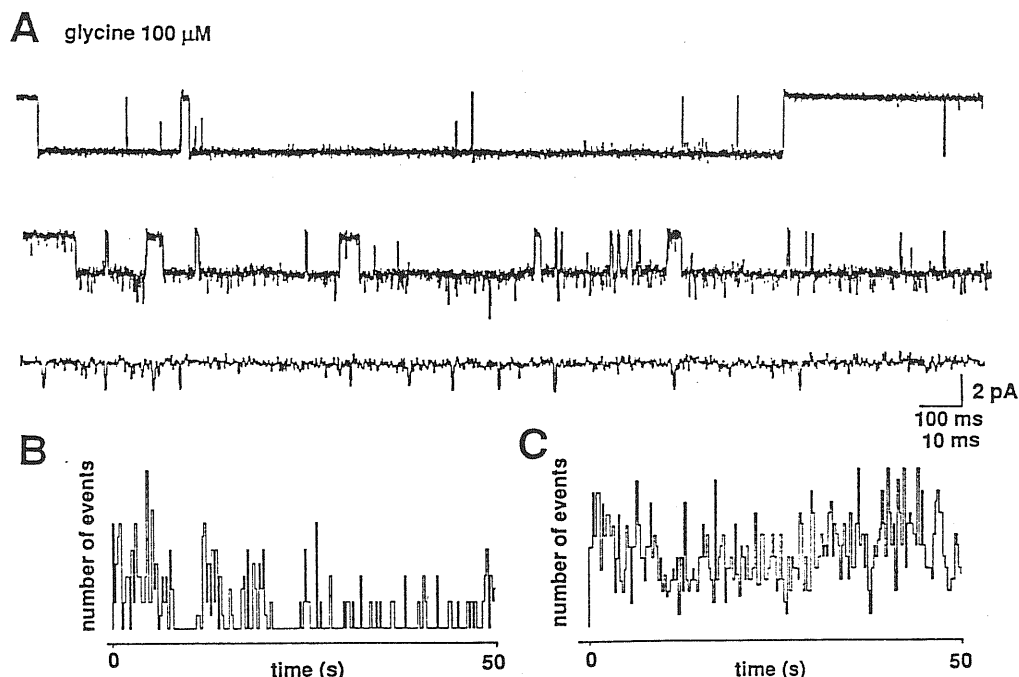 A glycine 100 µM
2 pA
100 ms
10 ms
B
number of events
0
50
time (s)
C
number of events
0
50
time (s)